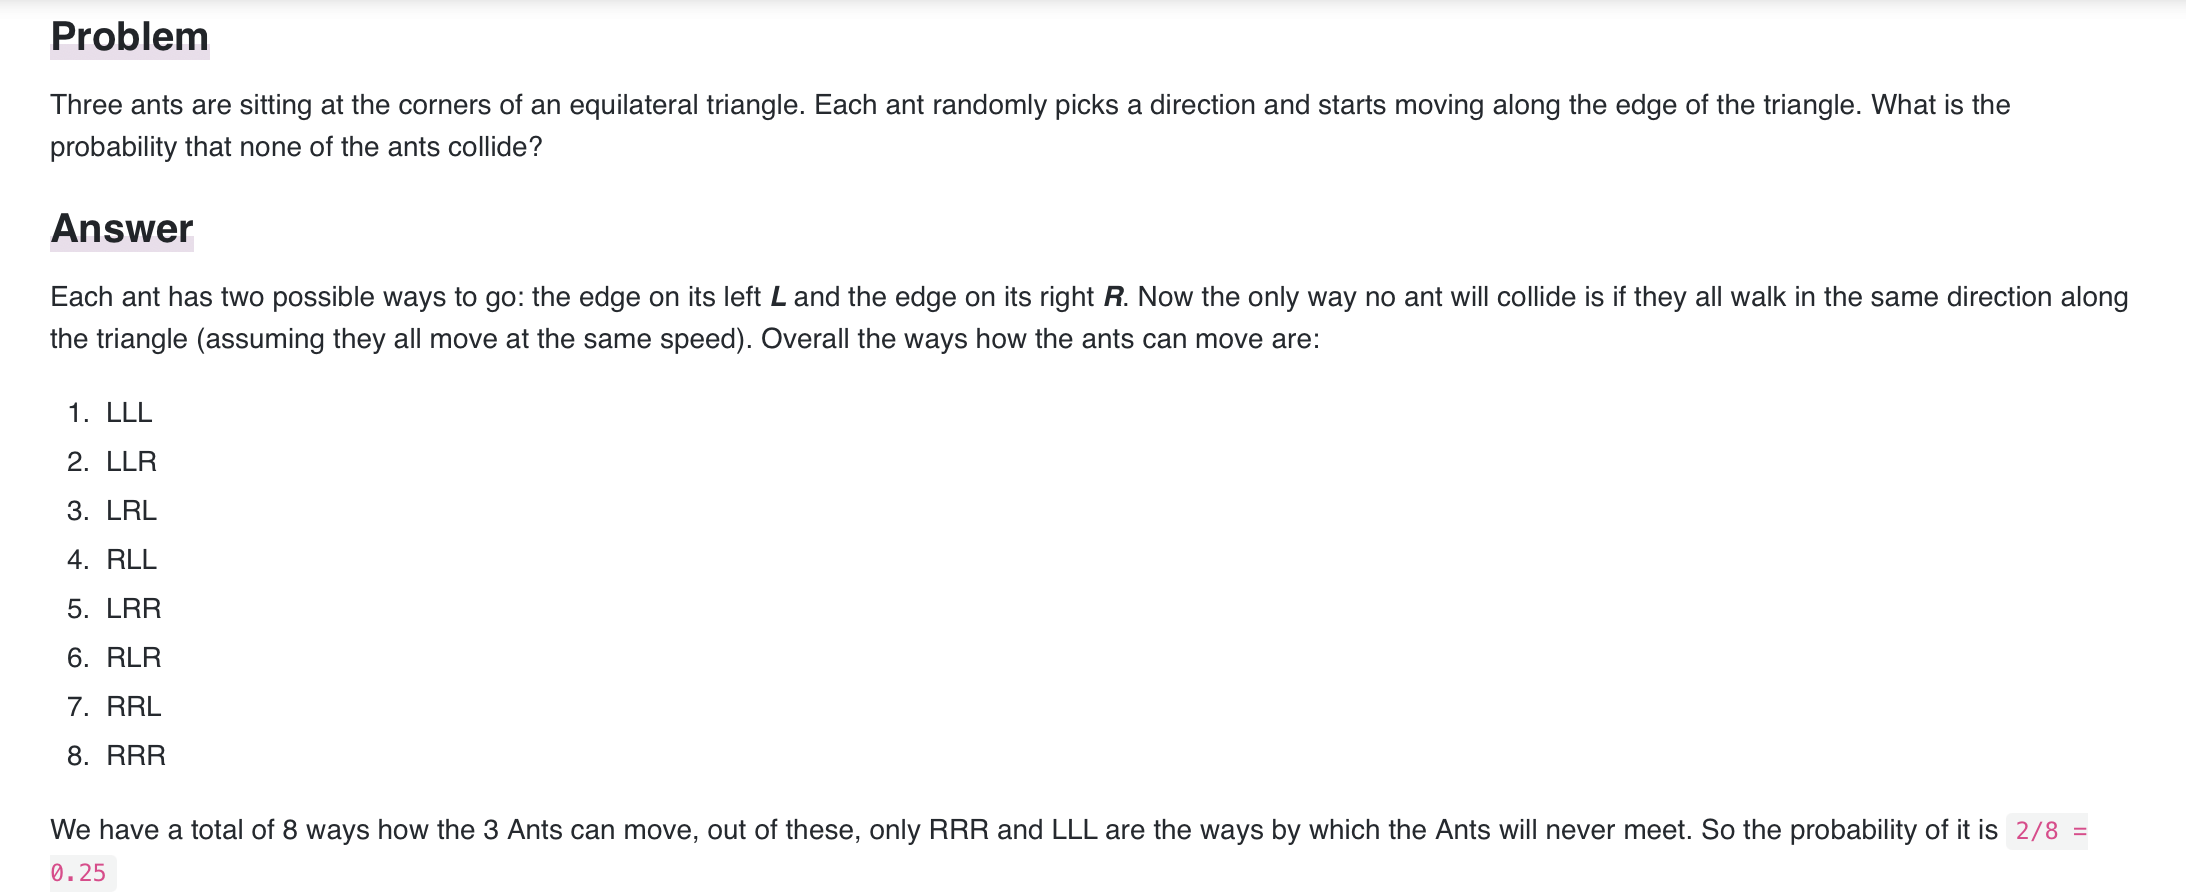 Problem
Three ants are sitting at the corners of an equilateral triangle. Each ant randomly picks a direction and starts moving along the edge of the triangle. What is the
probability that none of the ants collide?
Answer
Each ant has two possible ways to go: the edge on its left L and the edge on its right R. Now the only way no ant will collide is if they all walk in the same direction along
the triangle (assuming they all move at the same speed). Overall the ways how the ants can move are:
1. LLL
2. LLR
3. LRL
4. RLL
5. LRR
6. RLR
7. RRL
8. RRR
We have a total of 8 ways how the 3 Ants can move, out of these, only RRR and LLL are the ways by which the Ants will never meet. So the probability of it is 2/8 =
0.25